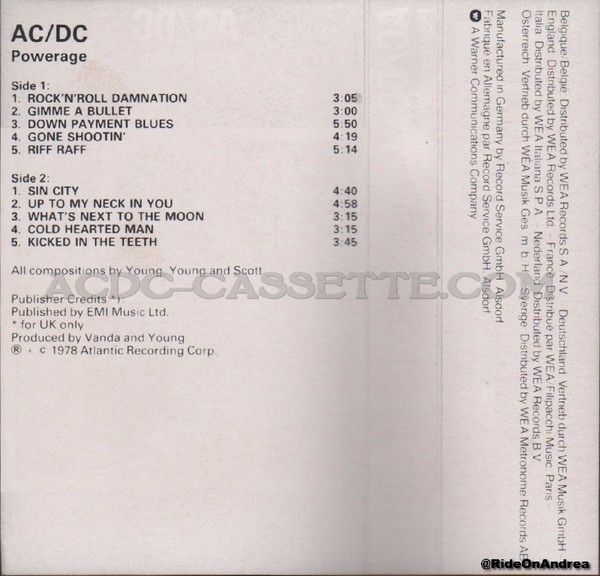 AC/DC
Powerage
Side 1:
1. ROCK'N'ROLL DAMNATION 3:05
2. GIMME A BULLET 3:00
3. DOWN PAYMENT BLUES 5:50
4. GONE SHOOTIN' 4:19
5. RIFF RAFF 5:14
Side 2:
1. SIN CITY 4:40
2. UP TO MY NECK IN YOU 4:58
3. WHAT'S NEXT TO THE MOON 3:15
4. COLD HEARTED MAN 3:15
5. KICKED IN THE TEETH 3:45
All compositions by Young, Young and Scott
ACDC-CASSETTE.COM
Publisher Credits *):
Published by EMI Music Ltd.
* for UK only
Produced by Vanda and Young
℗ + © 1978 Atlantic Recording Corp.
Belgique/Belgie Distributed by WEA Records S.A./N.V. – Deutschland Vertrieb durch WEA Musik GmbH
England Distributed by WEA Records Ltd – France Distribué par WEA/Filipacchi Music Paris –
Italia Distributed by WEA Italiana S.P.A. – Nederland Distributed by WEA Records B.V.
Österreich Vertrieb durch WEA Musik Ges.m.b.H. – Sverige Distributed by WEA Metronome Records AB
Manufactured in Germany by Record Service GmbH, Alsdorf
Fabriqué en Allemagne par Record Service GmbH, Alsdorf
A Warner Communications Company
@RideOnAndrea